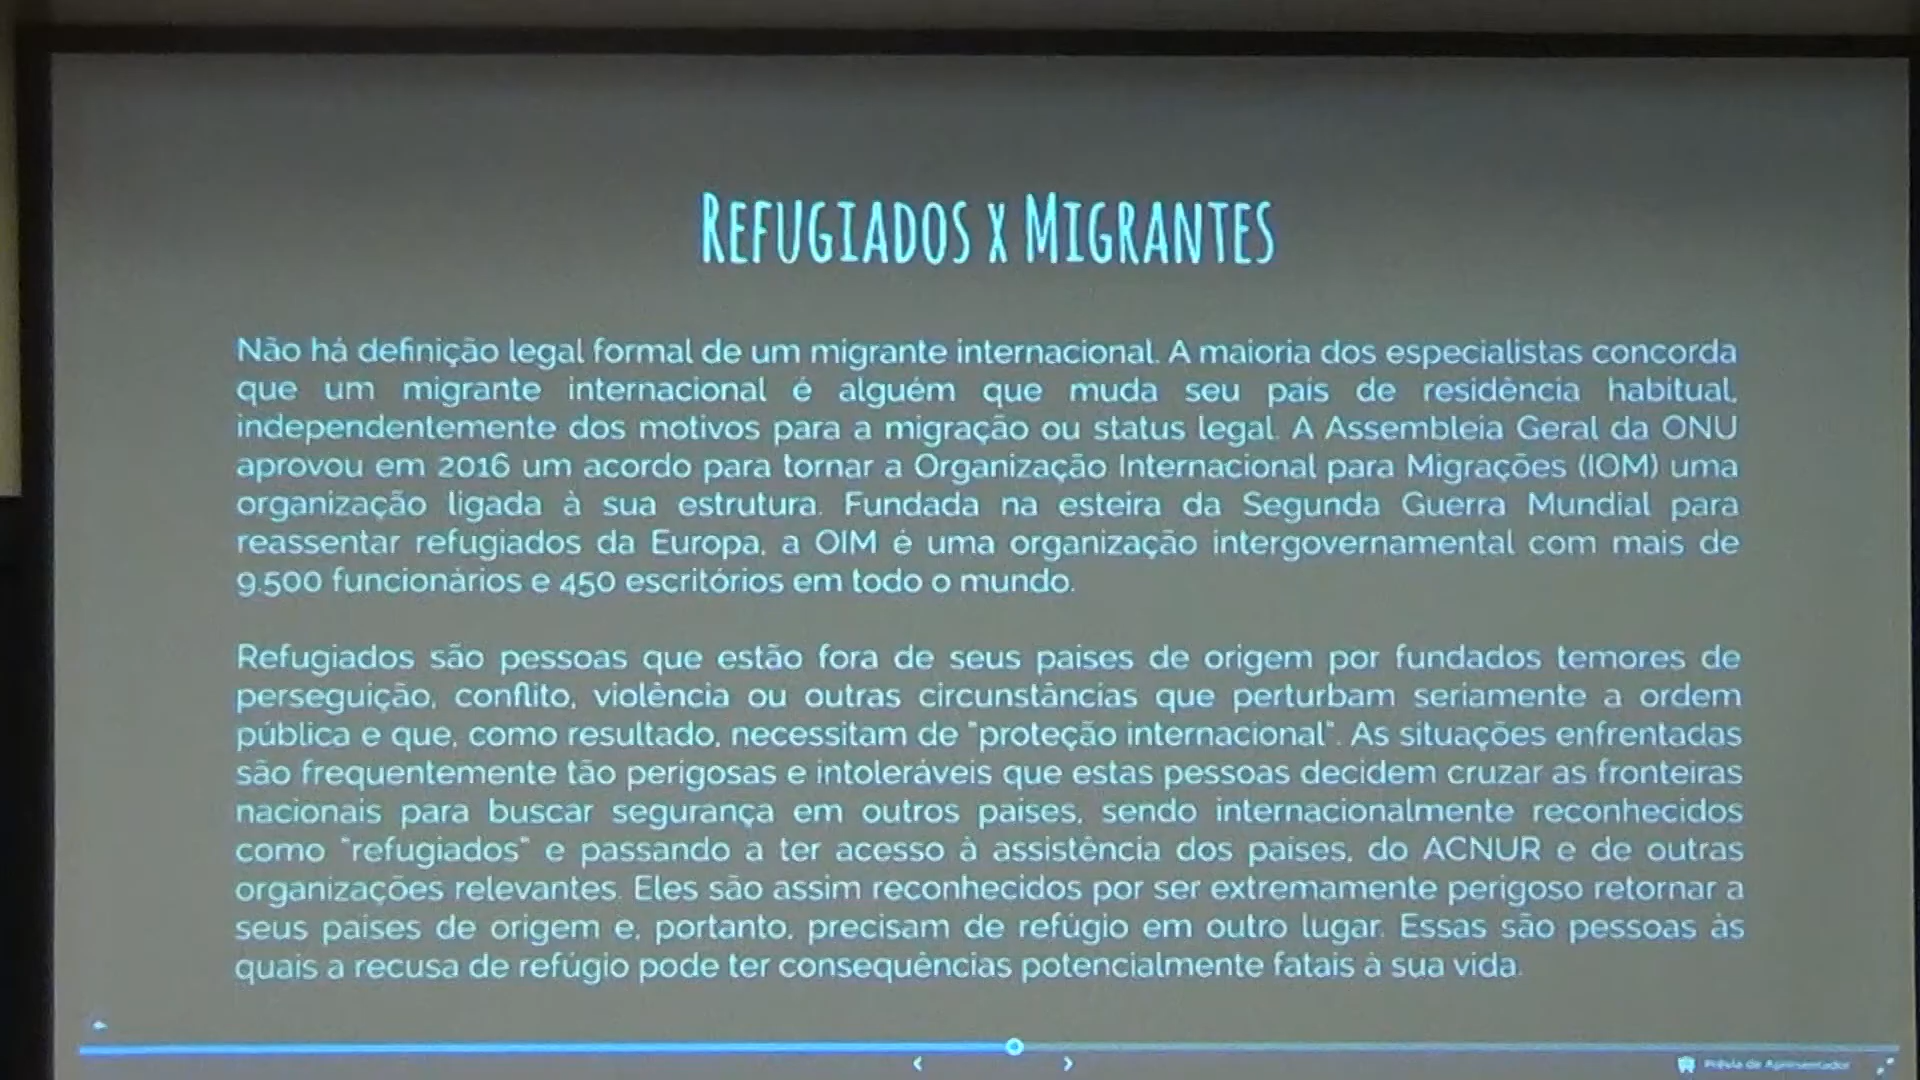 REFUGIADOS X MIGRANTES
Não há definição legal formal de um migrante internacional. A maioria dos especialistas concorda
que um migrante internacional é alguém que muda seu país de residência habitual,
independentemente dos motivos para a migração ou status legal. A Assembleia Geral da ONU
aprovou em 2016 um acordo para tornar a Organização Internacional para Migrações (IOM) uma
organização ligada à sua estrutura. Fundada na esteira da Segunda Guerra Mundial para
reassentar refugiados da Europa, a OIM é uma organização intergovernamental com mais de
9.500 funcionários e 450 escritórios em todo o mundo.
Refugiados são pessoas que estão fora de seus países de origem por fundados temores de
perseguição, conflito, violência ou outras circunstâncias que perturbam seriamente a ordem
pública e que, como resultado, necessitam de "proteção internacional". As situações enfrentadas
são frequentemente tão perigosas e intoleráveis que estas pessoas decidem cruzar as fronteiras
nacionais para buscar segurança em outros países, sendo internacionalmente reconhecidos
como "refugiados" e passando a ter acesso à assistência dos países, do ACNUR e de outras
organizações relevantes. Eles são assim reconhecidos por ser extremamente perigoso retornar a
seus países de origem e, portanto, precisam de refúgio em outro lugar. Essas são pessoas às
quais a recusa de refúgio pode ter consequências potencialmente fatais à sua vida.
Prévia de Apresentador